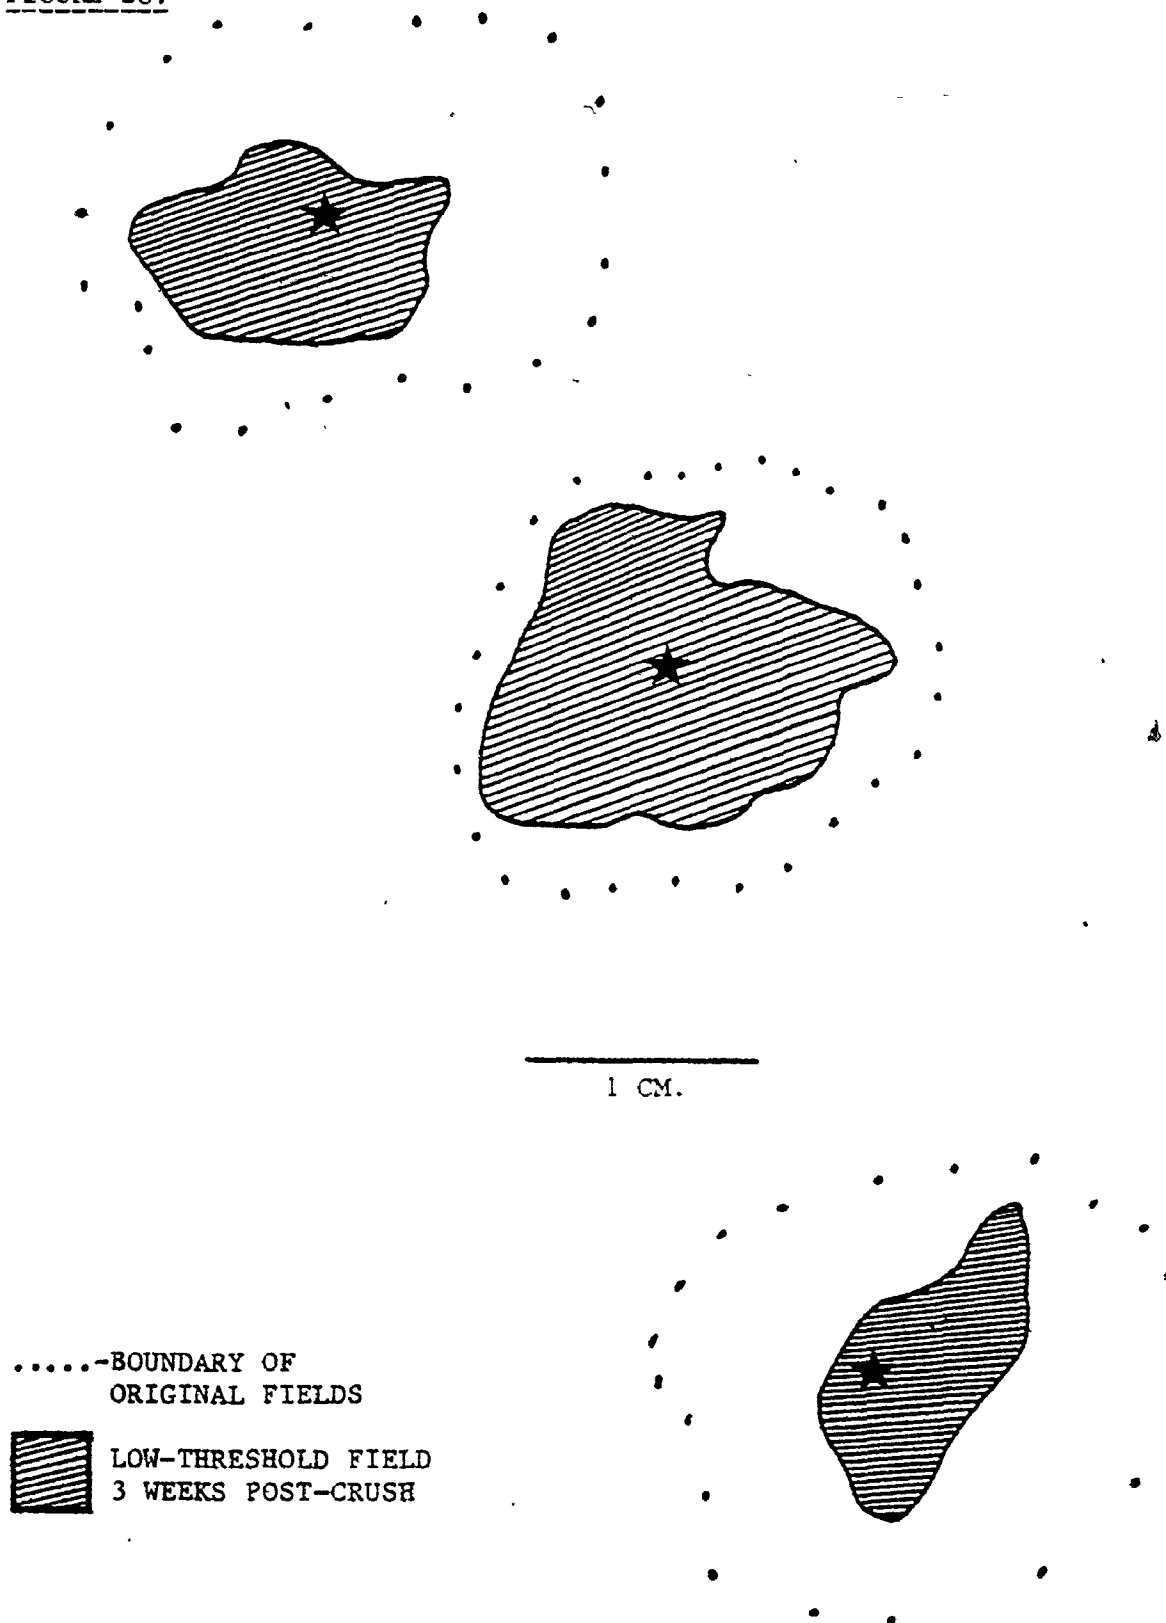 1 CM.
.....-BOUNDARY OF
ORIGINAL FIELDS
LOW-THRESHOLD FIELD
3 WEEKS POST-CRUSH